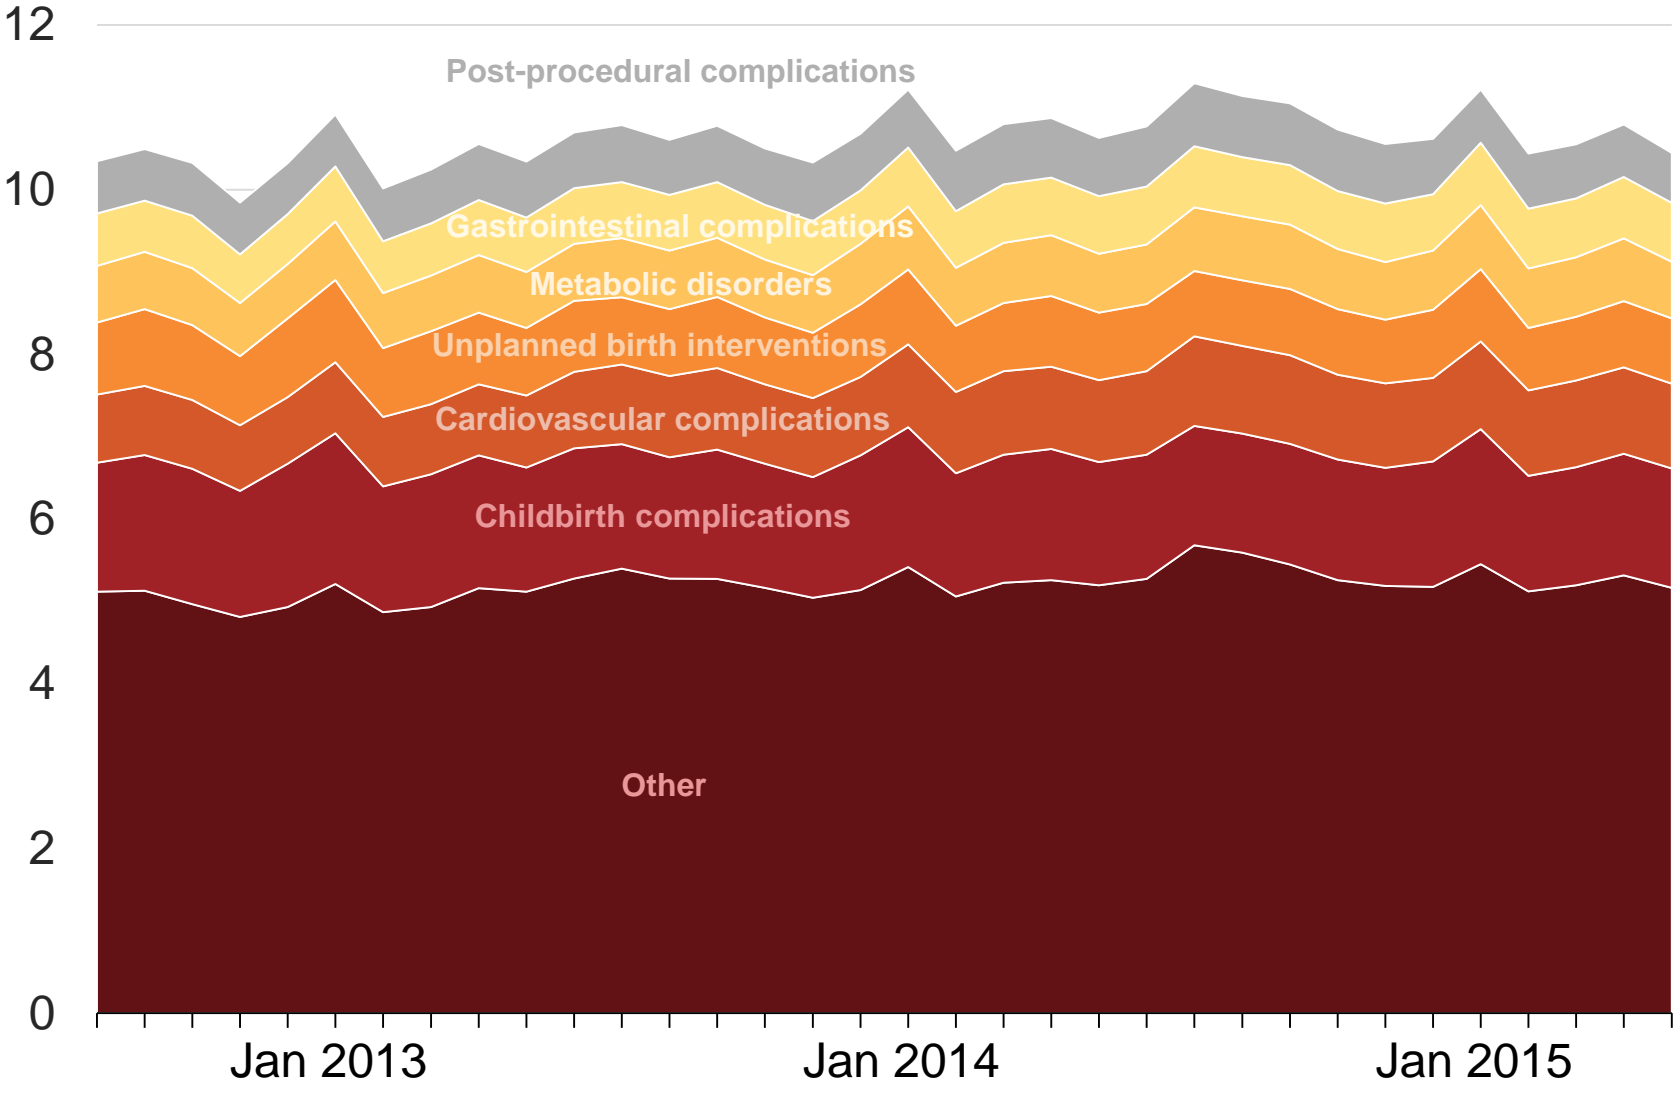 12
Post-procedural complications
10
Gastrointestinal complications
Metabolic disorders
8
Unplanned birth interventions
Cardiovascular complications
6
Childbirth complications
4
Other
2
0
Jan 2013 Jan 2014 Jan 2015